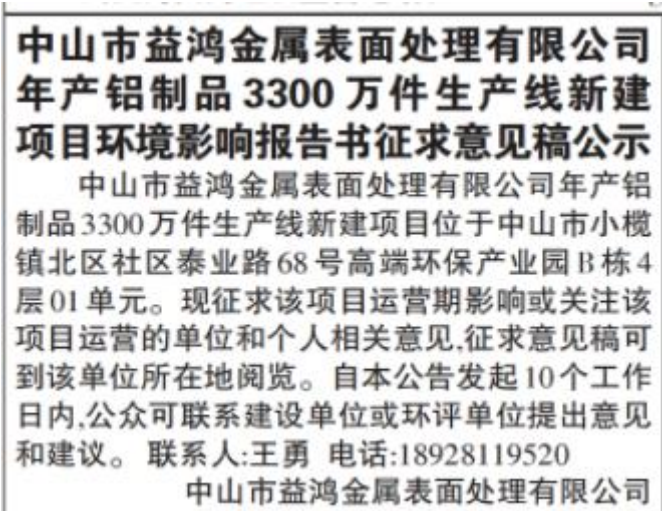 中山市益鸿金属表面处理有限公司
年产铝制品3300万件生产线新建
项目环境影响报告书征求意见稿公示
中山市益鸿金属表面处理有限公司年产铝
制品3300万件生产线新建项目位于中山市小榄
镇北区社区泰业路68号高端环保产业园B栋4
层01单元。现征求该项目运营期影响或关注该
项目运营的单位和个人相关意见,征求意见稿可
到该单位所在地阅览。自本公告发起10个工作
日内,公众可联系建设单位或环评单位提出意见
和建议。联系人:王勇 电话:18928119520
中山市益鸿金属表面处理有限公司